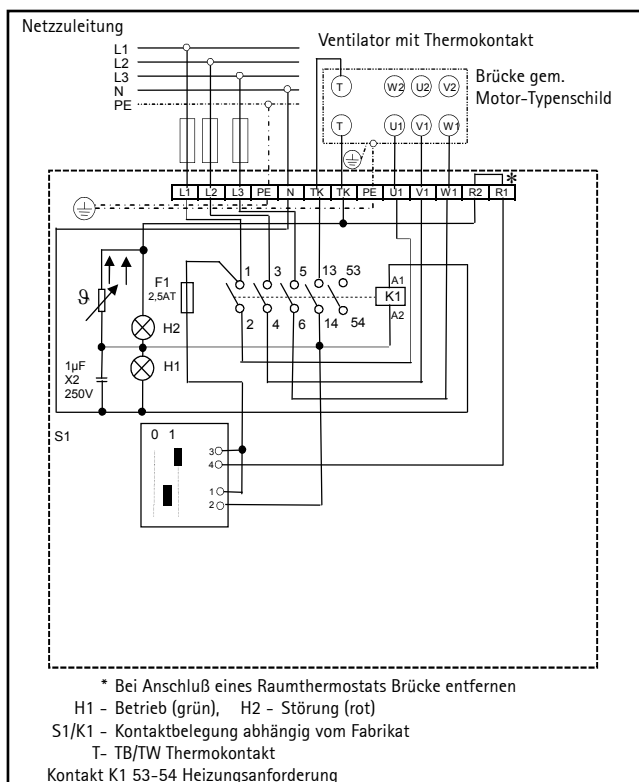 Netzzuleitung
Ventilator mit Thermokontakt
L1
L2
L3
N
PE
Brücke gem.
Motor-Typenschild
T W2 U2 V2
T U1 V1 W1
*
L1 L2 L3 PE N TK TK PE U1 V1 W1 R2 R1
F1
2,5AT
1 3 5 13 53
2 4 6 14 54
A1
K1
A2
ϑ
H2
H1
1µF
X2
250V
S1
0 1
3
4
1
2
* Bei Anschluß eines Raumthermostats Brücke entfernen
H1 - Betrieb (grün), H2 - Störung (rot)
S1/K1 - Kontaktbelegung abhängig vom Fabrikat
T- TB/TW Thermokontakt
Kontakt K1 53-54 Heizungsanforderung